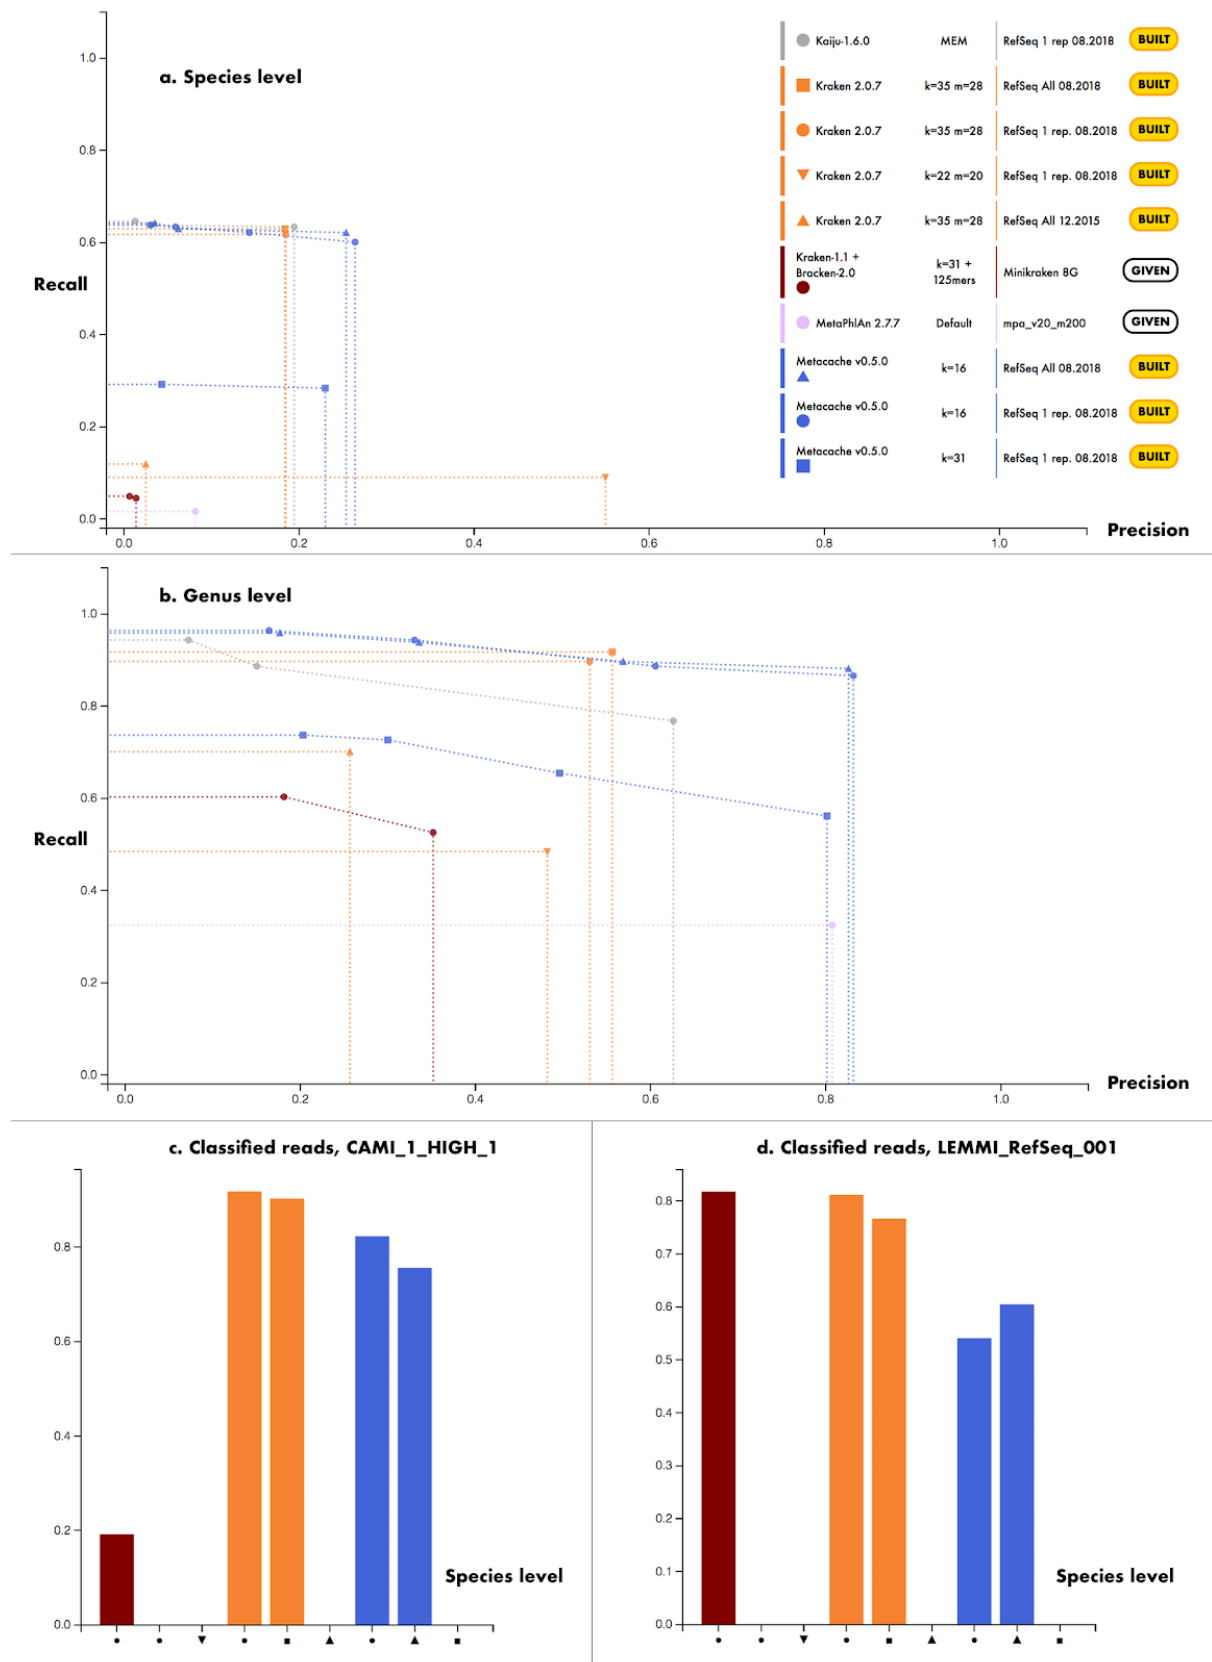 a. Species level
1.0
0.8
0.6
0.4
0.2
0.0
Recall
0.0 0.2 0.4 0.6 0.8 1.0
Precision
Kaiju-1.6.0 MEM RefSeq 1 rep 08.2018 BUILT
Kraken 2.0.7 k=35 m=28 RefSeq All 08.2018 BUILT
Kraken 2.0.7 k=35 m=28 RefSeq 1 rep. 08.2018 BUILT
Kraken 2.0.7 k=22 m=20 RefSeq 1 rep. 08.2018 BUILT
Kraken 2.0.7 k=35 m=28 RefSeq All 12.2015 BUILT
Kraken-1.1 +
Bracken-2.0
k=31 +
125mers
Minikraken 8G GIVEN
MetaPhlAn 2.7.7 Default mpa_v20_m200 GIVEN
Metacache v0.5.0 k=16 RefSeq All 08.2018 BUILT
Metacache v0.5.0 k=16 RefSeq 1 rep. 08.2018 BUILT
Metacache v0.5.0 k=31 RefSeq 1 rep. 08.2018 BUILT
b. Genus level
1.0
0.8
0.6
0.4
0.2
0.0
Recall
0.0 0.2 0.4 0.6 0.8 1.0
Precision
c. Classified reads, CAMI_1_HIGH_1
0.8
0.6
0.4
0.2
0.0
Species level
d. Classified reads, LEMMI_RefSeq_001
0.8
0.7
0.6
0.5
0.4
0.3
0.2
0.1
0.0
Species level